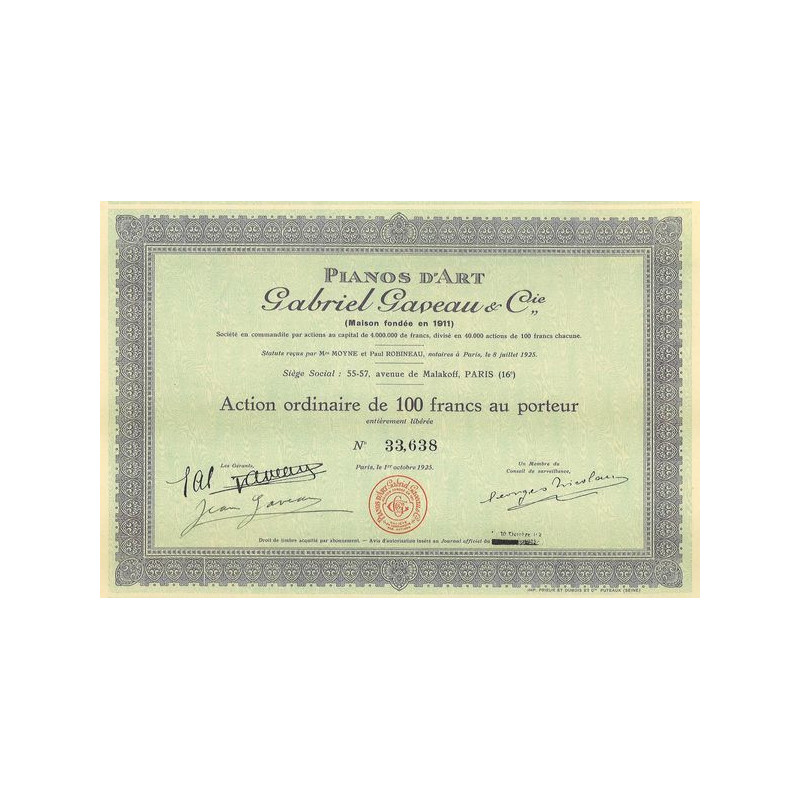 PIANOS D'ART
Gabriel Gaveau & Cie
(Maison fondée en 1911)
Société en commandite par actions au capital de 4.000.000 de francs, divisé en 40.000 actions de 100 francs chacune.
Statuts reçus par Mes MOYNE et Paul ROBINEAU, notaires à Paris, le 8 juillet 1925.
Siège Social : 55-57, avenue de Malakoff, PARIS (16e)
Action ordinaire de 100 francs au porteur
entièrement libérée
No 33,638
Les Gérants,
Paris, le 1er octobre 1925.
Un Membre du
Conseil de surveillance,
Gaveau
Jean Gaveau
Georges Nicolau
Droit de timbre acquitté par abonnement. — Avis d'autorisation inséré au Journal officiel du
IMP. PRIEUR ET DUBOIS ET Cie PUTEAUX (SEINE)